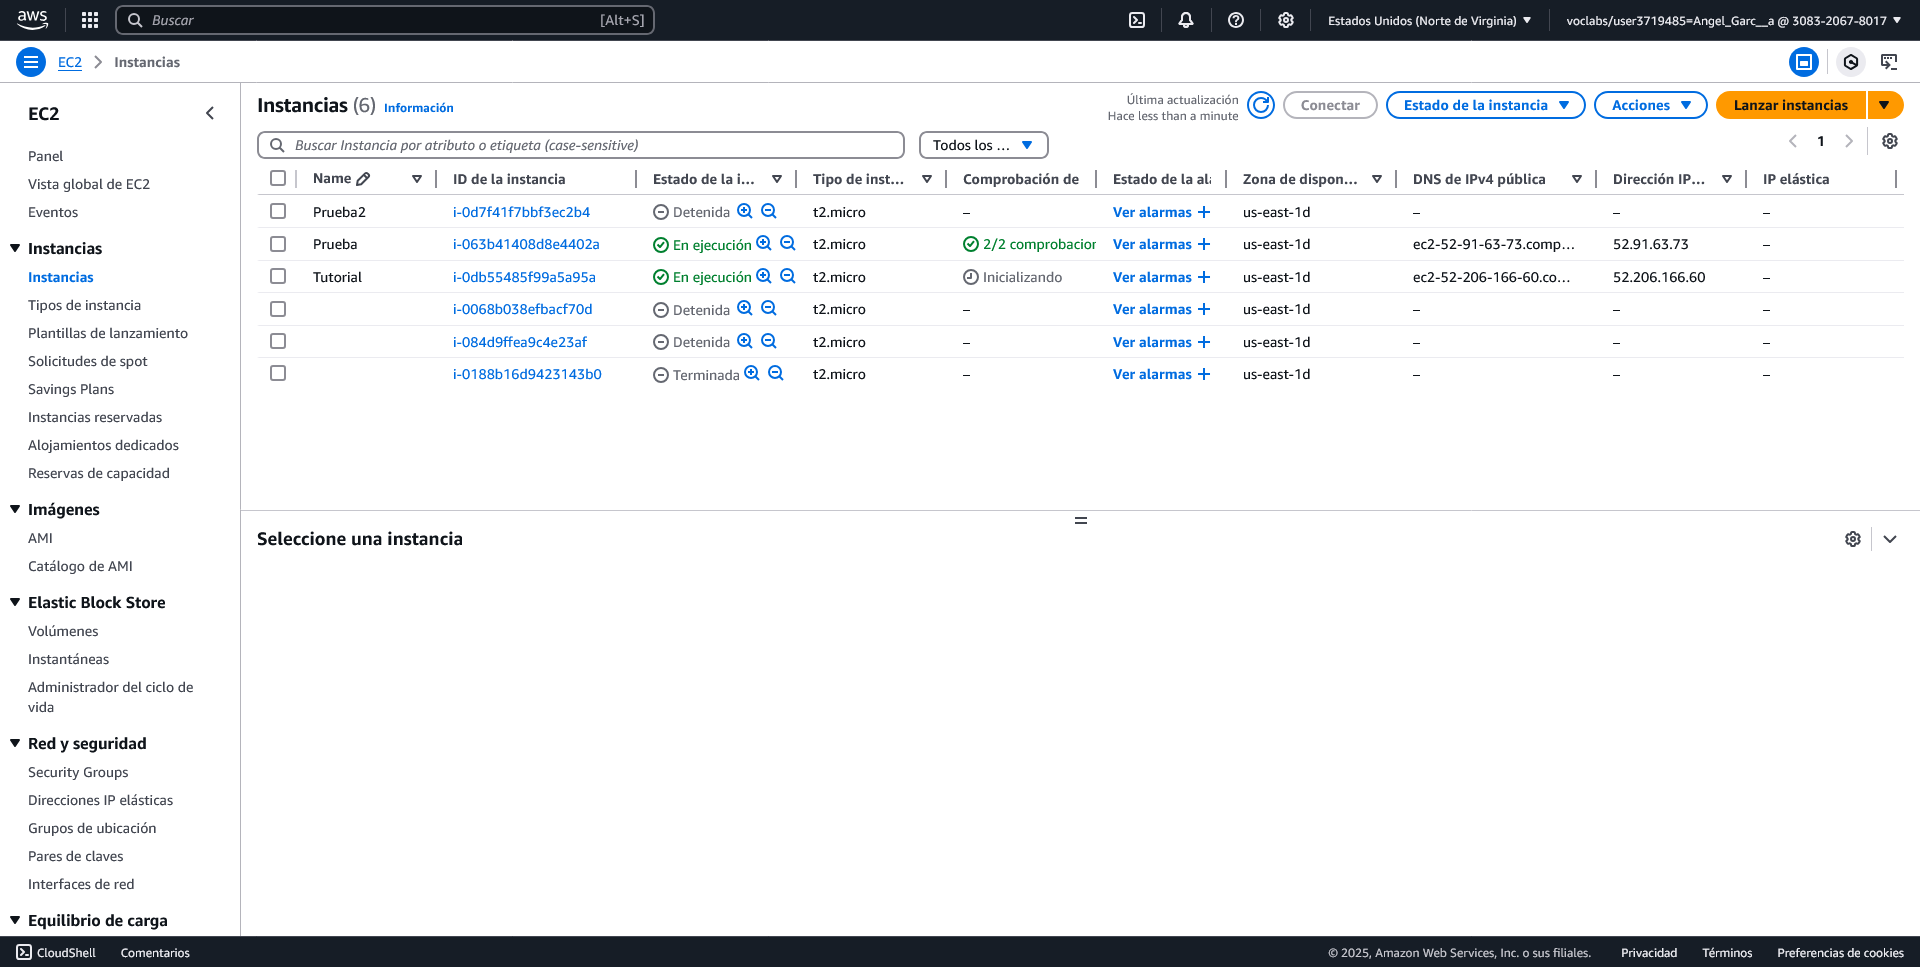 aws
Buscar [Alt+S]
Estados Unidos (Norte de Virginia)
voclabs/user3719485=Angel_Garc__a @ 3083-2067-8017
EC2 Instancias
EC2
Panel
Vista global de EC2
Eventos
Instancias
Instancias
Tipos de instancia
Plantillas de lanzamiento
Solicitudes de spot
Savings Plans
Instancias reservadas
Alojamientos dedicados
Reservas de capacidad
Imágenes
AMI
Catálogo de AMI
Elastic Block Store
Volúmenes
Instantáneas
Administrador del ciclo de
vida
Red y seguridad
Security Groups
Direcciones IP elásticas
Grupos de ubicación
Pares de claves
Interfaces de red
Equilibrio de carga
Instancias (6) Información
Última actualización
Hace less than a minute
Conectar
Estado de la instancia
Acciones
Lanzar instancias
Buscar Instancia por atributo o etiqueta (case-sensitive)
Todos los ...
1
Name ID de la instancia Estado de la i... Tipo de inst... Comprobación de Estado de la ala Zona de dispon... DNS de IPv4 pública Dirección IP... IP elástica
Prueba2 i-0d7f41f7bbf3ec2b4 Detenida t2.micro – Ver alarmas + us-east-1d – – –
Prueba i-063b41408d8e4402a En ejecución t2.micro 2/2 comprobacion Ver alarmas + us-east-1d ec2-52-91-63-73.comp... 52.91.63.73 –
Tutorial i-0db55485f99a5a95a En ejecución t2.micro Inicializando Ver alarmas + us-east-1d ec2-52-206-166-60.co... 52.206.166.60 –
i-0068b038efbacf70d Detenida t2.micro – Ver alarmas + us-east-1d – – –
i-084d9ffea9c4e23af Detenida t2.micro – Ver alarmas + us-east-1d – – –
i-0188b16d9423143b0 Terminada t2.micro – Ver alarmas + us-east-1d – – –
Seleccione una instancia
CloudShell Comentarios
© 2025, Amazon Web Services, Inc. o sus filiales. Privacidad Términos Preferencias de cookies